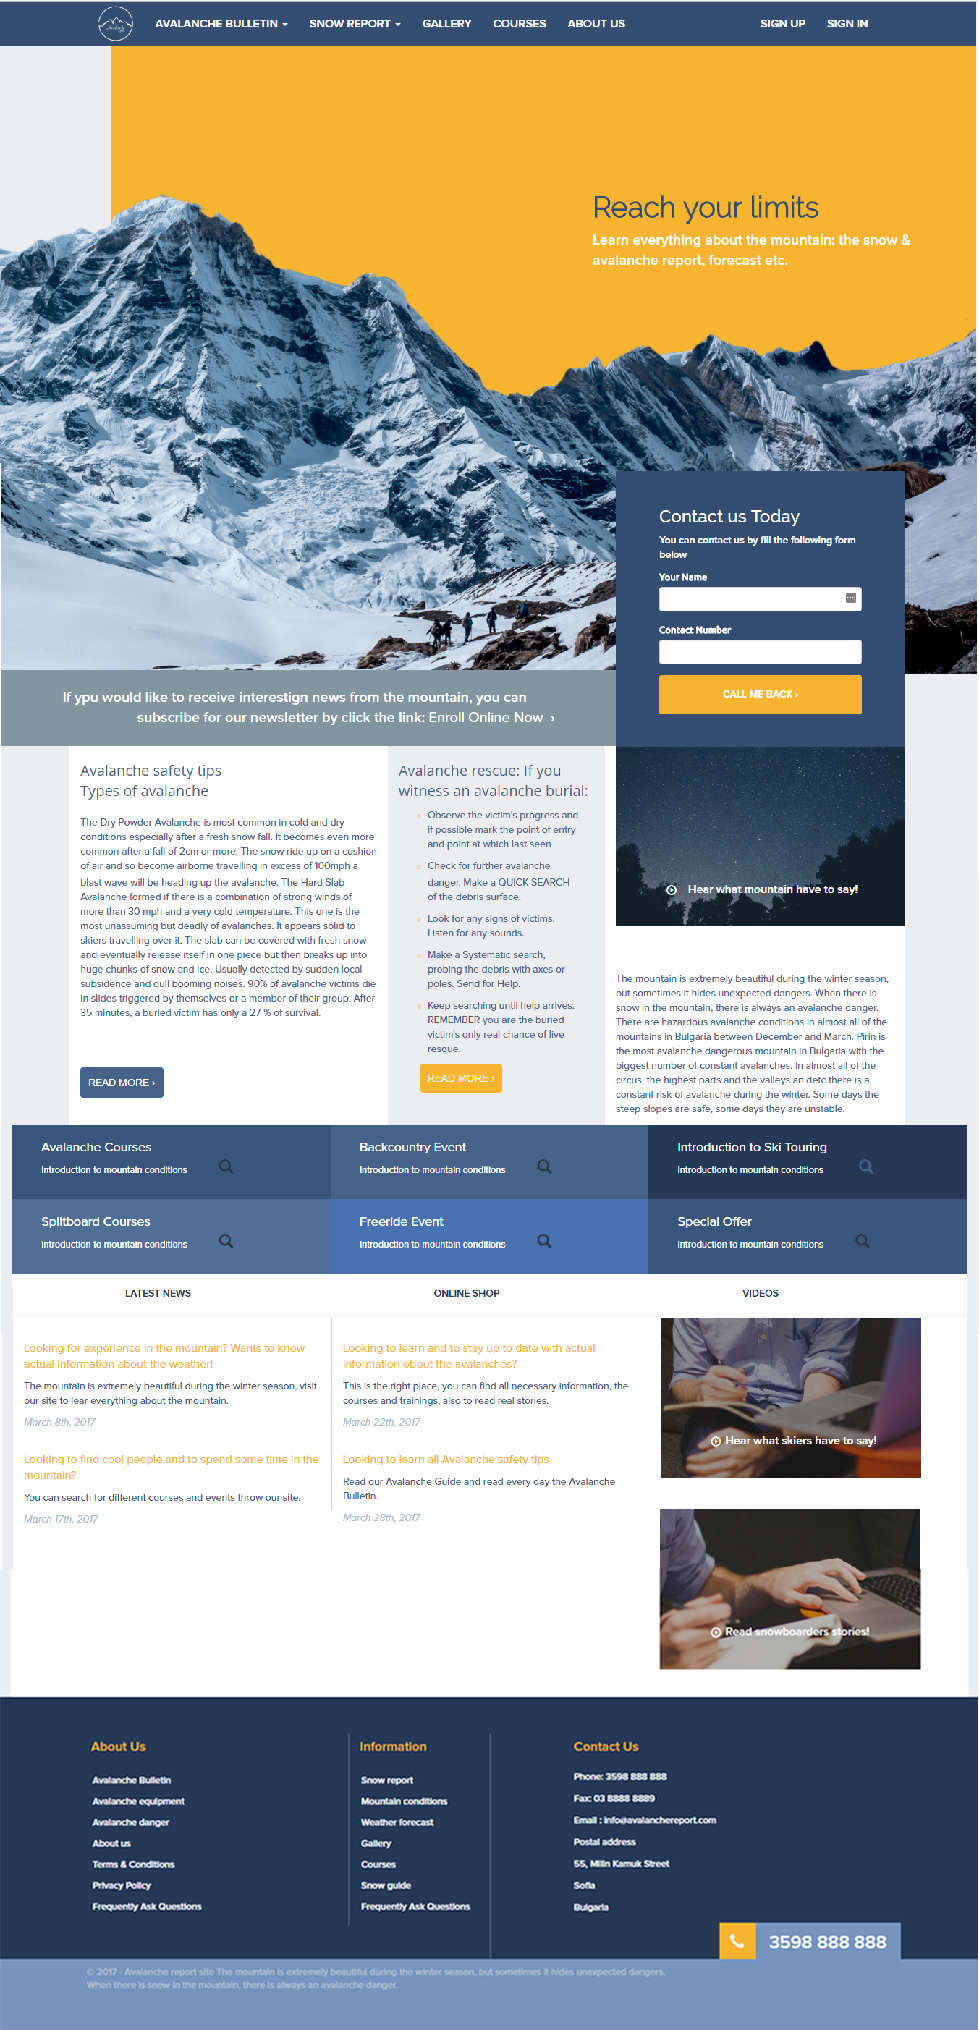 AVALANCHE BULLETIN
SNOW REPORT
GALLERY
COURSES
ABOUT US
SIGN UP
SIGN IN
Reach your limits
Learn everything about the mountain: the snow &
avalanche report, forecast etc.
Contact us Today
You can contact us by fill the following form
below
Your Name
Contact Number
CALL ME BACK ›
If ypu would like to receive interestign news from the mountain, you can
subscribe for our newsletter by click the link: Enroll Online Now ›
Avalanche safety tips
Types of avalanche
The Dry Powder Avalanche is most common in cold and dry
conditions especially after a fresh snow fall. It becomes even more
common after a fall of 2cm or more. The snow ride up on a cushion
of air and so become airborne travelling in excess of 100mph a
blast wave will be heading up the avalanche. The Hard Slab
Avalanche formed if there is a combination of strong winds of
more than 30 mph and a very cold temperature. This one is the
most unassuming but deadly of avalanches. It appears solid to
skiers travelling over it. The slab can be covered with fresh snow
and eventually release itself in one piece but then breaks up into
huge chunks of snow and ice. Usually detected by sudden local
subsidence and dull booming noises. 90% of avalanche victims die
in slides triggered by themselves or a member of their group. After
35 minutes, a buried victim has only a 27 % of survival.
READ MORE ›
Avalanche rescue: If you
witness an avalanche burial:
Observe the victim's progress and
if possible mark the point of entry
and point at which last seen
Check for further avalanche
danger. Make a QUICK SEARCH
of the debris surface.
Look for any signs of victims.
Listen for any sounds.
Make a Systematic search,
probing the debris with axes or
poles. Send for Help.
Keep searching until help arrives.
REMEMBER you are the buried
victim's only real chance of live
resque.
READ MORE ›
Hear what mountain have to say!
The mountain is extremely beautiful during the winter season,
but sometimes it hides unexpected dangers. When there is
snow in the mountain, there is always an avalanche danger.
There are hazardous avalanche conditions in almost all of the
mountains in Bulgaria between December and March. Pirin is
the most avalanche dangerous mountain in Bulgaria with the
biggest number of constant avalanches. In almost all of the
circus, the highest parts and the valleys an detc there is a
constant risk of avalanche during the winter. Some days the
steep slopes are safe, some days they are unstable.
Avalanche Courses
Introduction to mountain conditions
Backcountry Event
Introduction to mountain conditions
Introduction to Ski Touring
Introduction to mountain conditions
Splitboard Courses
Introduction to mountain conditions
Freeride Event
Introduction to mountain conditions
Special Offer
Introduction to mountain conditions
LATEST NEWS
ONLINE SHOP
VIDEOS
Looking for experience in the mountain? Wants to know
actual information about the weather!
The mountain is extremely beautiful during the winter season, visit
our site to lear everything about the mountain.
March 8th, 2017
Looking to find cool people and to spend some time in the
mountain?
You can search for different courses and events throw our site.
March 17th, 2017
Looking to learn and to stay up to date with actual
information obout the avalanches?
This is the right place, you can find all necessary information, the
courses and trainings, also to read real stories.
March 22th, 2017
Looking to learn all Avalanche safety tips
Read our Avalanche Guide and read every day the Avalanche
Bulletin.
March 28th, 2017
Hear what skiers have to say!
Read snowboarders stories!
About Us
Avalanche Bulletin
Avalanche equipment
Avalanche danger
About us
Terms & Conditions
Privacy Policy
Frequently Ask Questions
Information
Snow report
Mountain conditions
Weather forecast
Gallery
Courses
Snow guide
Frequently Ask Questions
Contact Us
Phone: 3598 888 888
Fax: 03 8888 8889
Email : info@avalanchereport.com
Postal address
55, Milin Kamuk Street
Sofia
Bulgaria
3598 888 888
© 2017 - Avalanche report site The mountain is extremely beautiful during the winter season, but sometimes it hides unexpected dangers.
When there is snow in the mountain, there is always an avalanche danger.